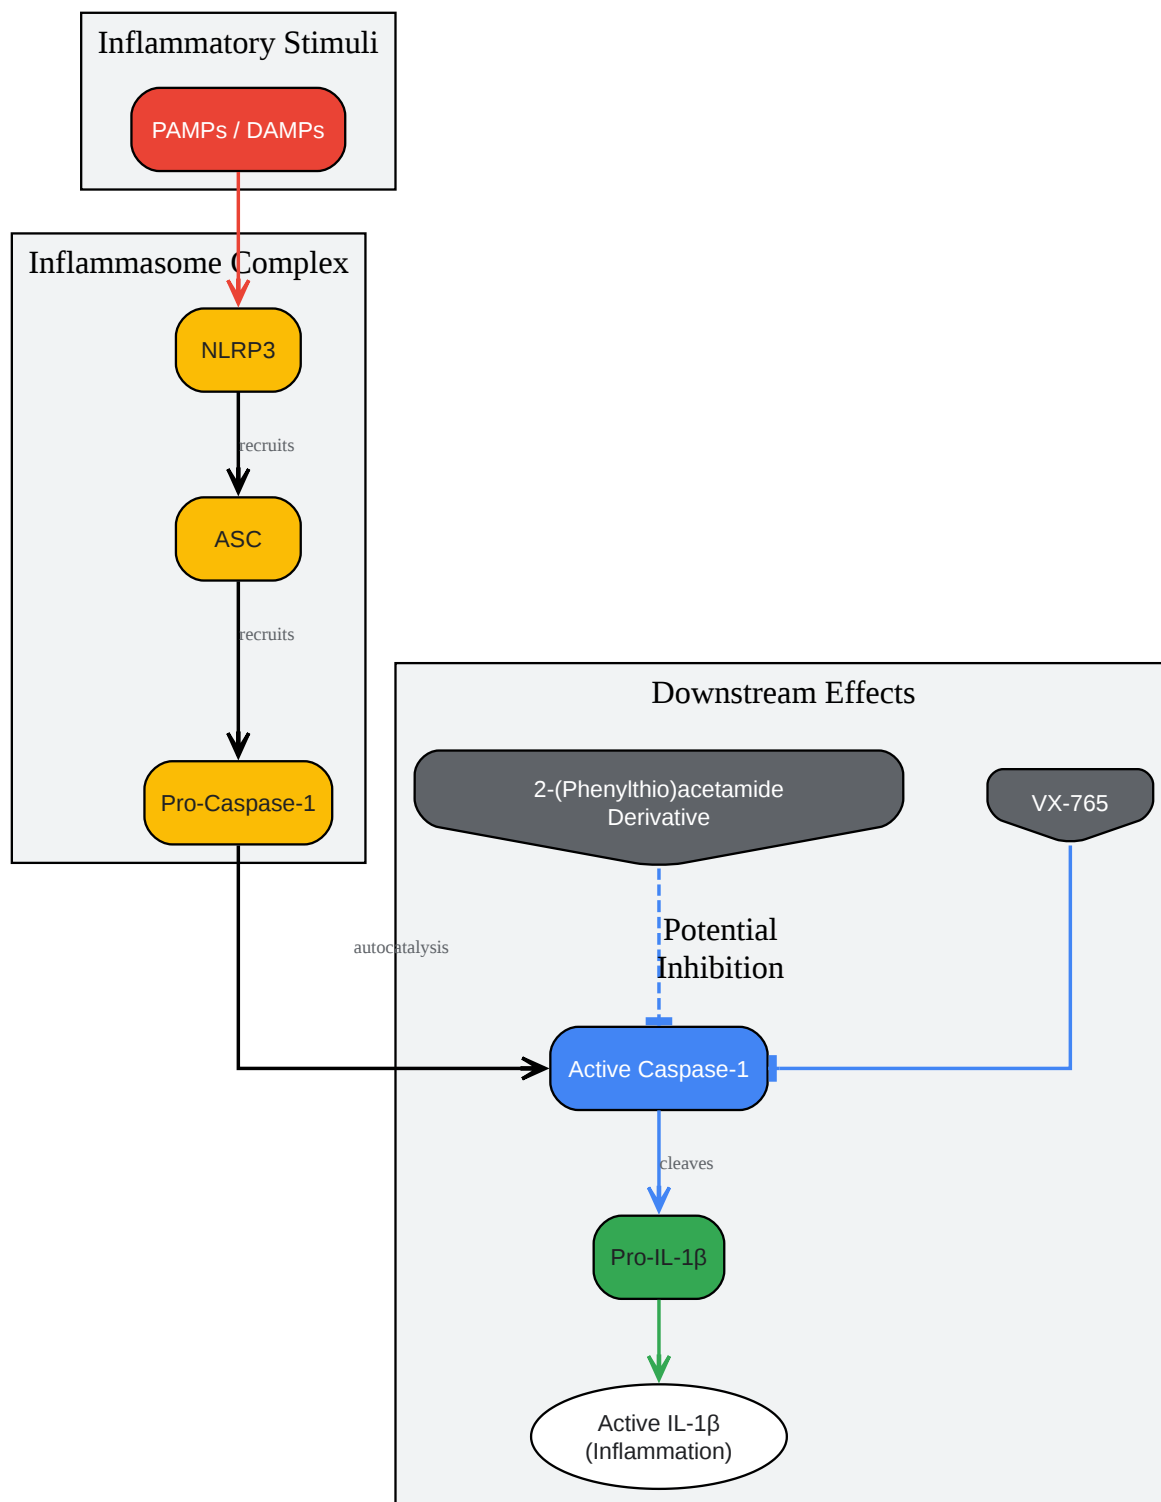 Inflammatory Stimuli
PAMPs / DAMPs
Inflammasome Complex
NLRP3
recruits
ASC
recruits
Pro-Caspase-1
Downstream Effects
2-(Phenylthio)acetamide
Derivative
VX-765
Potential
Inhibition
autocatalysis
Active Caspase-1
cleaves
Pro-IL-1β
Active IL-1β
(Inflammation)